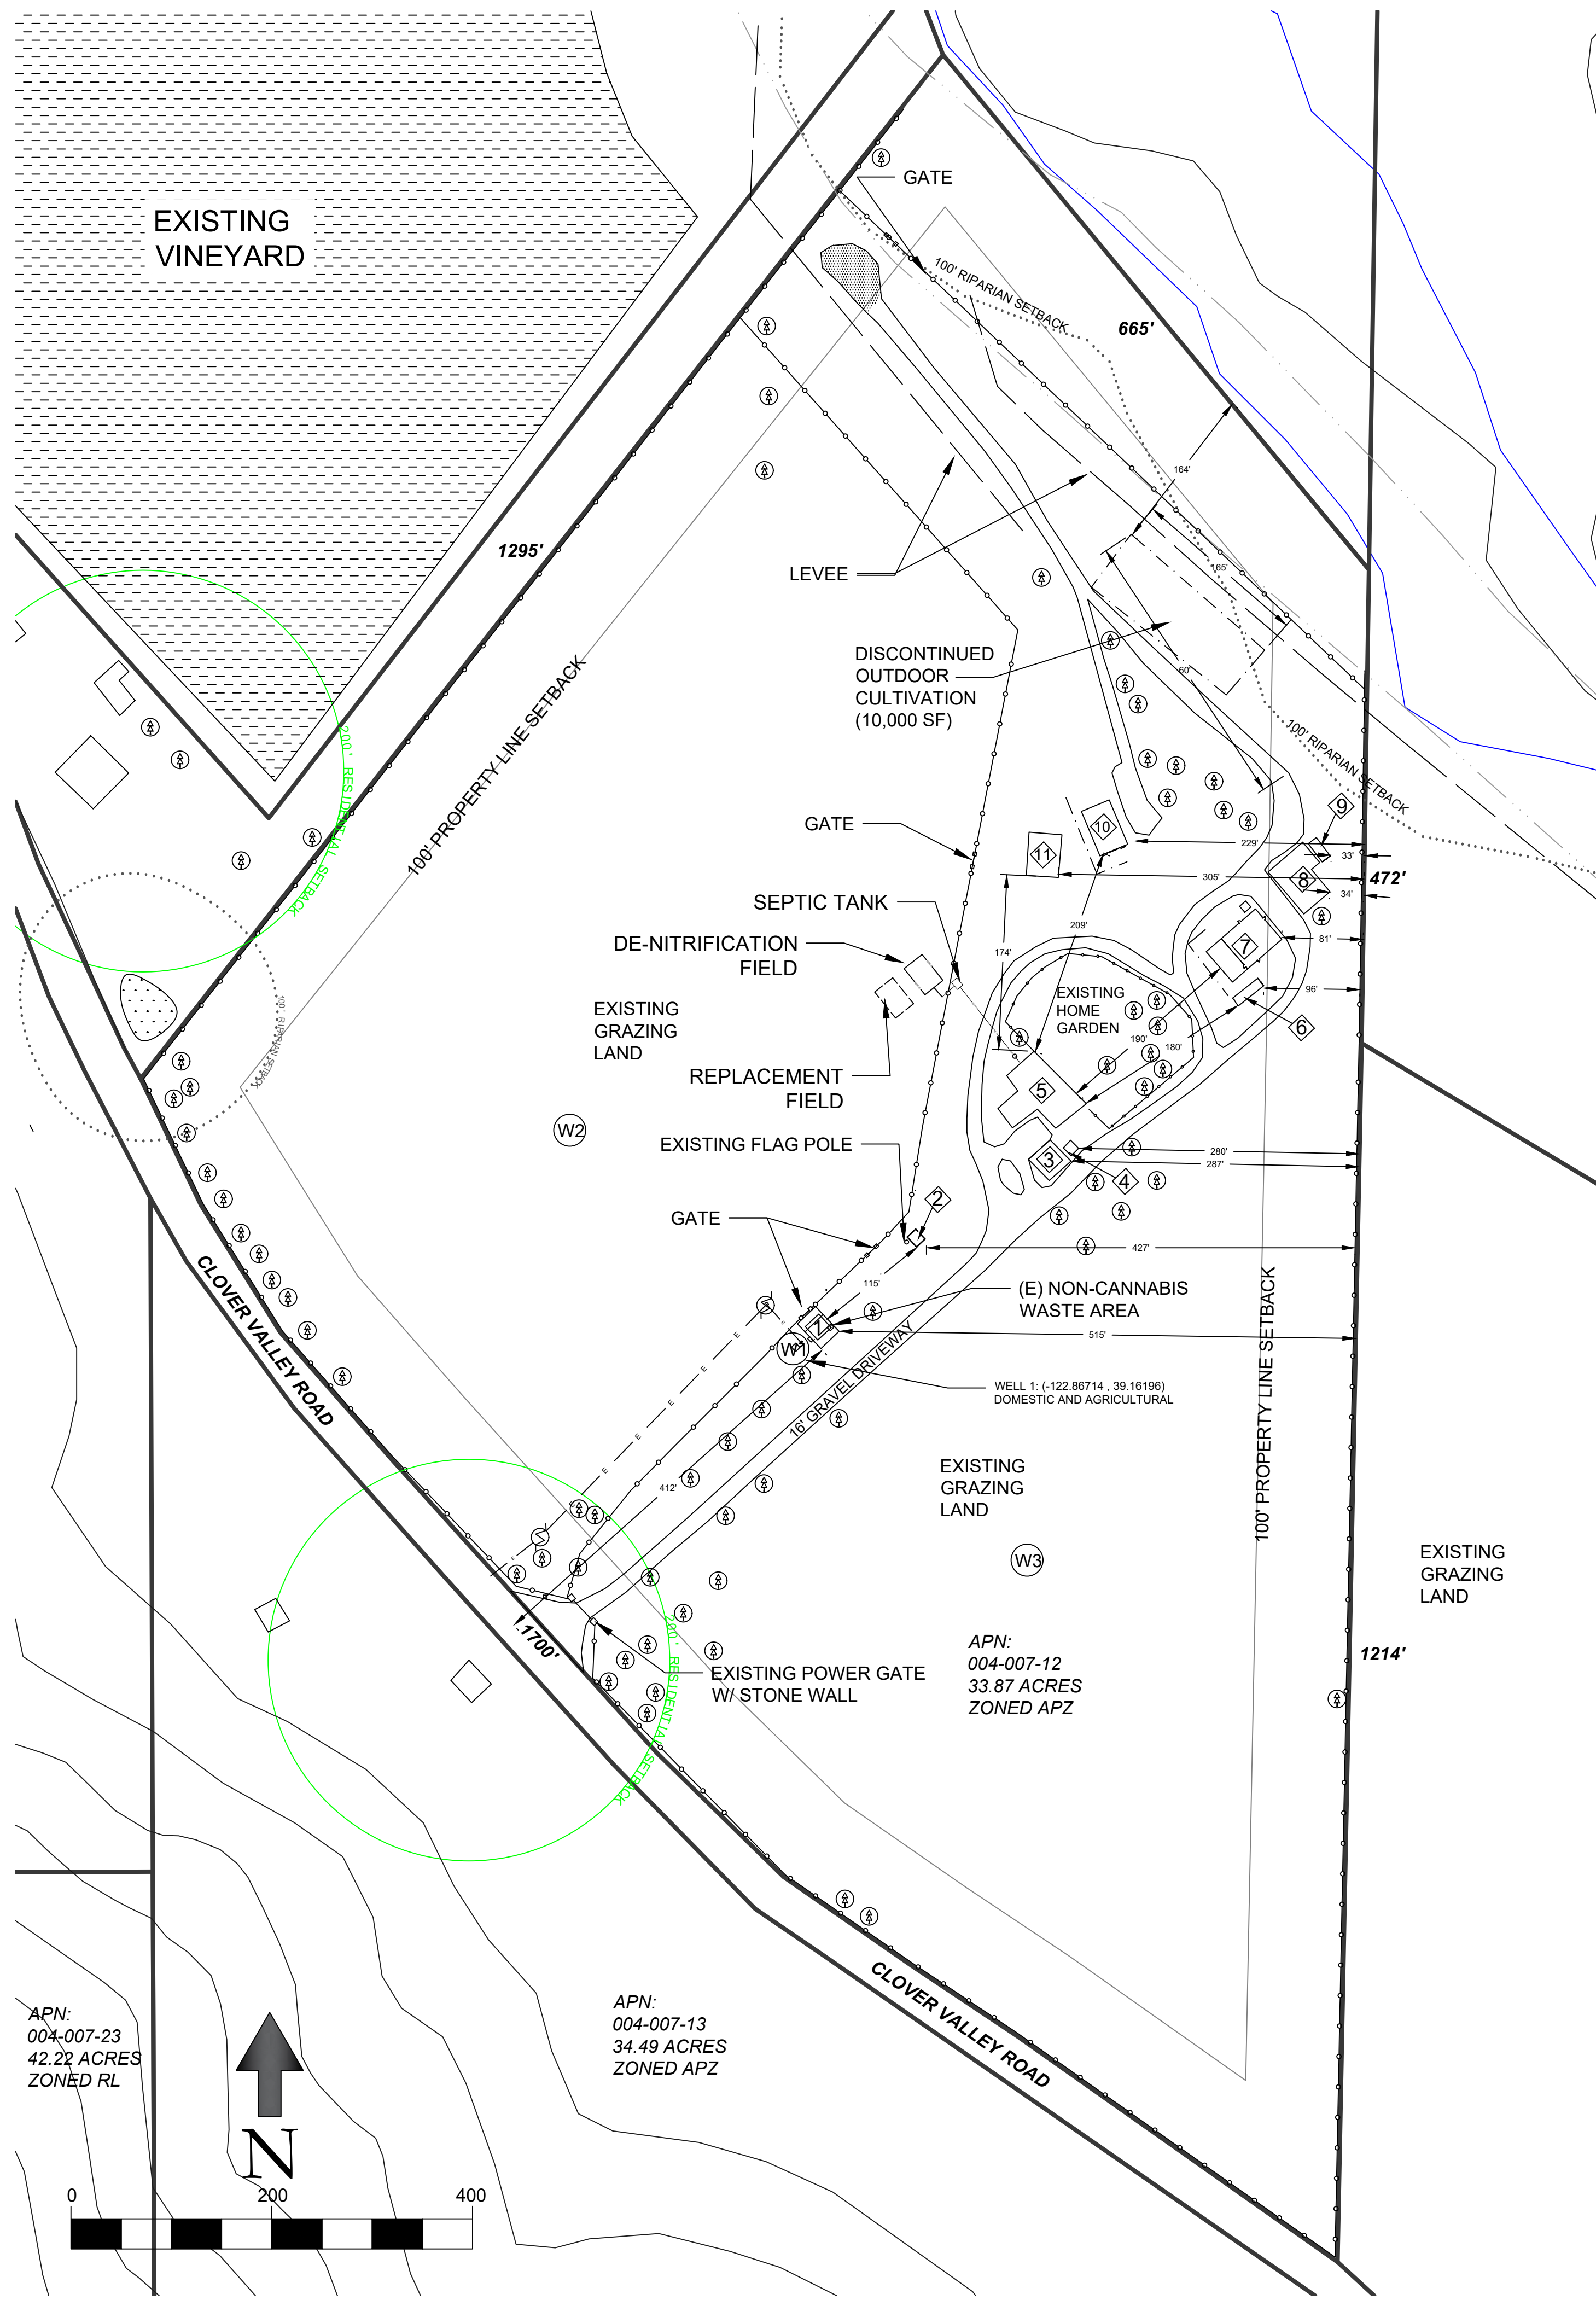 GATE
EXISTING
VINEYARD
100' RIPARIAN SETBACK
665'
164'
1295'
LEVEE
165'
DISCONTINUED
OUTDOOR
CULTIVATION
(10,000 SF)
60'
100' PROPERTY LINE SETBACK
200' RESIDENTIAL SETBACK
100' RIPARIAN SETBACK
9
GATE
10
11
229'
33'
305'
8
472'
34'
SEPTIC TANK
209'
DE-NITRIFICATION
FIELD
174'
7
81'
EXISTING
HOME
GARDEN
96'
EXISTING
GRAZING
LAND
100' RIPARIAN SETBACK
6
190'
180'
REPLACEMENT
FIELD
5
W2
EXISTING FLAG POLE
280'
3
287'
4
2
GATE
427'
115'
CLOVER VALLEY ROAD
(E) NON-CANNABIS
WASTE AREA
1
515'
W1
E
E
E
E
E
WELL 1: (-122.86714 , 39.16196)
DOMESTIC AND AGRICULTURAL
16' GRAVEL DRIVEWAY
100' PROPERTY LINE SETBACK
412'
EXISTING
GRAZING
LAND
W3
EXISTING
GRAZING
LAND
1700'
200' RESIDENTIAL SETBACK
APN:
004-007-12
33.87 ACRES
ZONED APZ
1214'
EXISTING POWER GATE
W/ STONE WALL
CLOVER VALLEY ROAD
APN:
004-007-23
42.22 ACRES
ZONED RL
APN:
004-007-13
34.49 ACRES
ZONED APZ
N
0 200 400